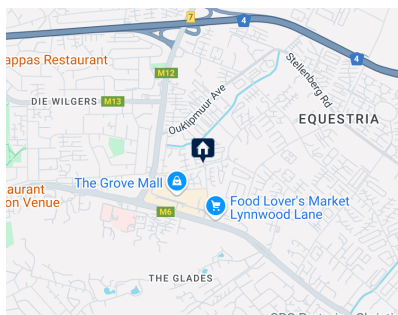 7
4
appas Restaurant
M12
4
Stellenberg Rd
DIE WILGERS M13
Ouklipmuur Ave
EQUESTRIA
The Grove Mall
aurant
on Venue
Food Lover's Market
Lynnwood Lane
M6
THE GLADES